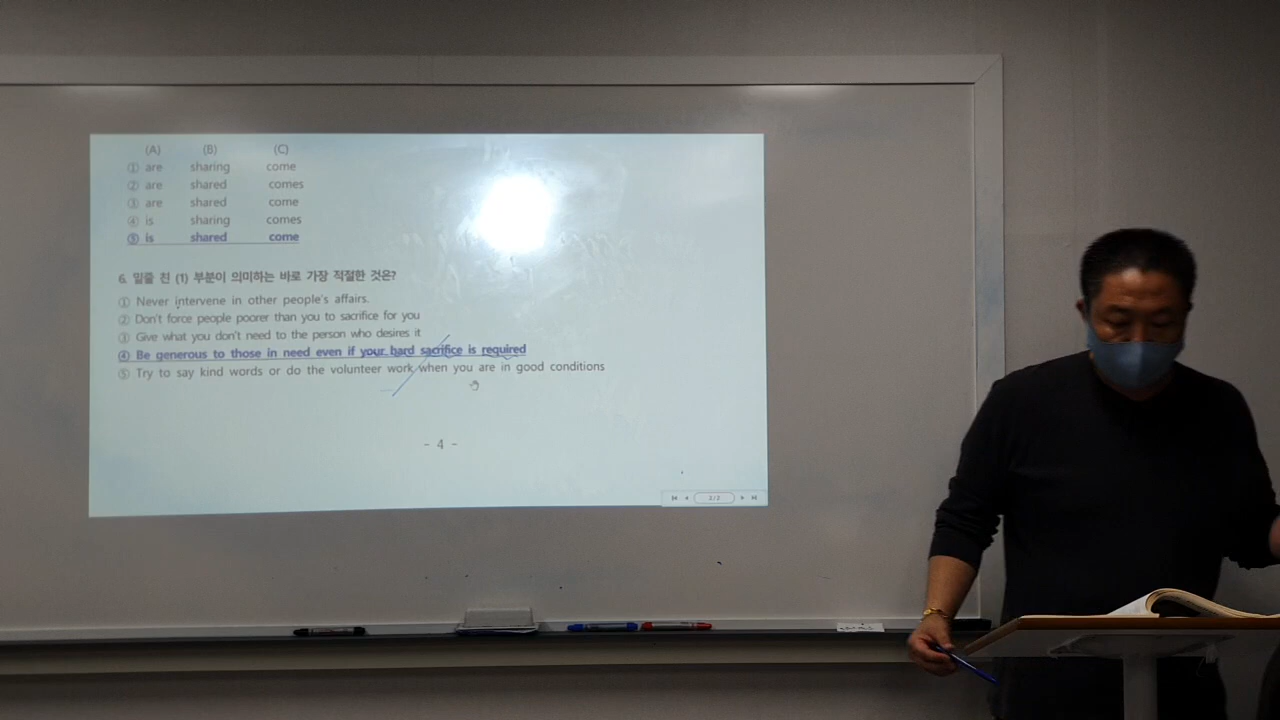 (A) (B) (C)
① are sharing come
② are shared comes
③ are shared come
④ is sharing comes
⑤ is shared come
6. 밑줄 친 (1) 부분이 의미하는 바로 가장 적절한 것은?
① Never intervene in other people's affairs.
② Don't force people poorer than you to sacrifice for you
③ Give what you don't need to the person who desires it
④ Be generous to those in need even if your hard sacrifice is required
⑤ Try to say kind words or do the volunteer work when you are in good conditions
- 4 -
2/2